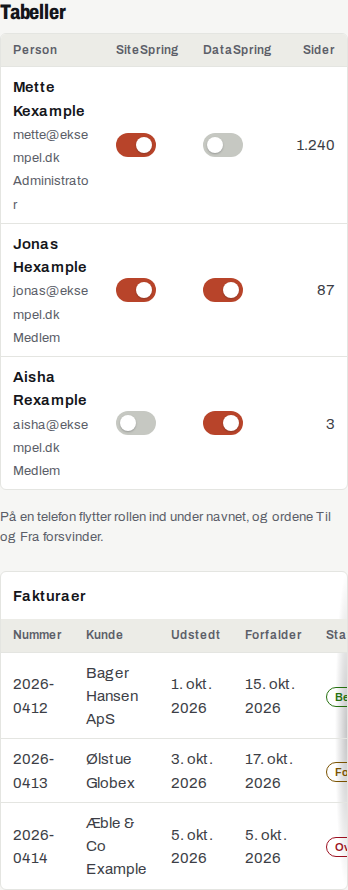 Tabeller
Person SiteSpring DataSpring Sider
Mette
Kexample
mette@ekse
mpel.dk
Administrato
r
1.240
Jonas
Hexample
jonas@ekse
mpel.dk
Medlem
87
Aisha
Rexample
aisha@ekse
mpel.dk
Medlem
3
På en telefon flytter rollen ind under navnet, og ordene Til
og Fra forsvinder.
Fakturaer
Nummer Kunde Udstedt Forfalder Sta
2026-
0412
Bager
Hansen
ApS
1. okt.
2026
15. okt.
2026
Be
2026-
0413
Ølstue
Globex
3. okt.
2026
17. okt.
2026
Fo
2026-
0414
Æble &
Co
Example
5. okt.
2026
5. okt.
2026
Ov